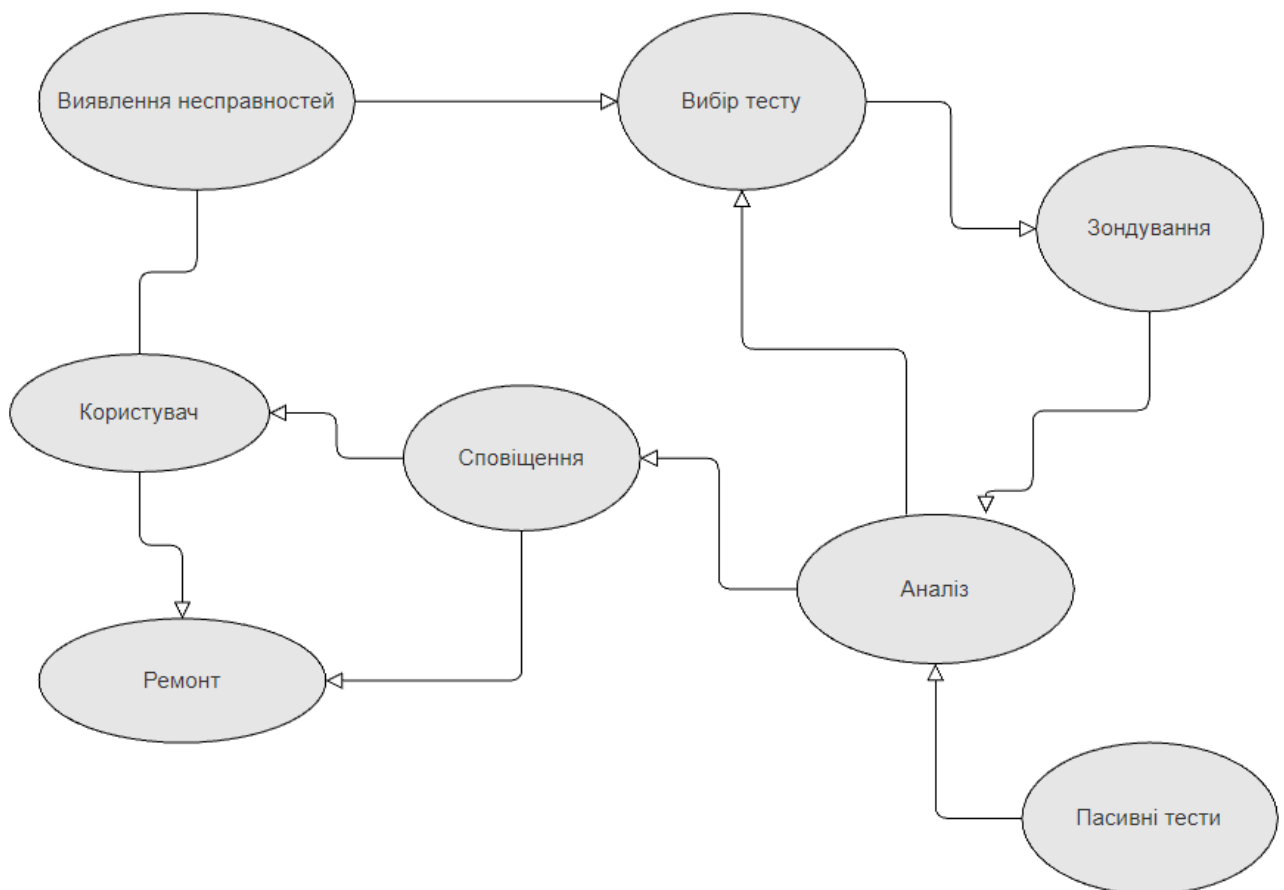 Виявлення несправностей
Вибір тесту
Зондування
Користувач
Сповіщення
Аналіз
Ремонт
Пасивні тести